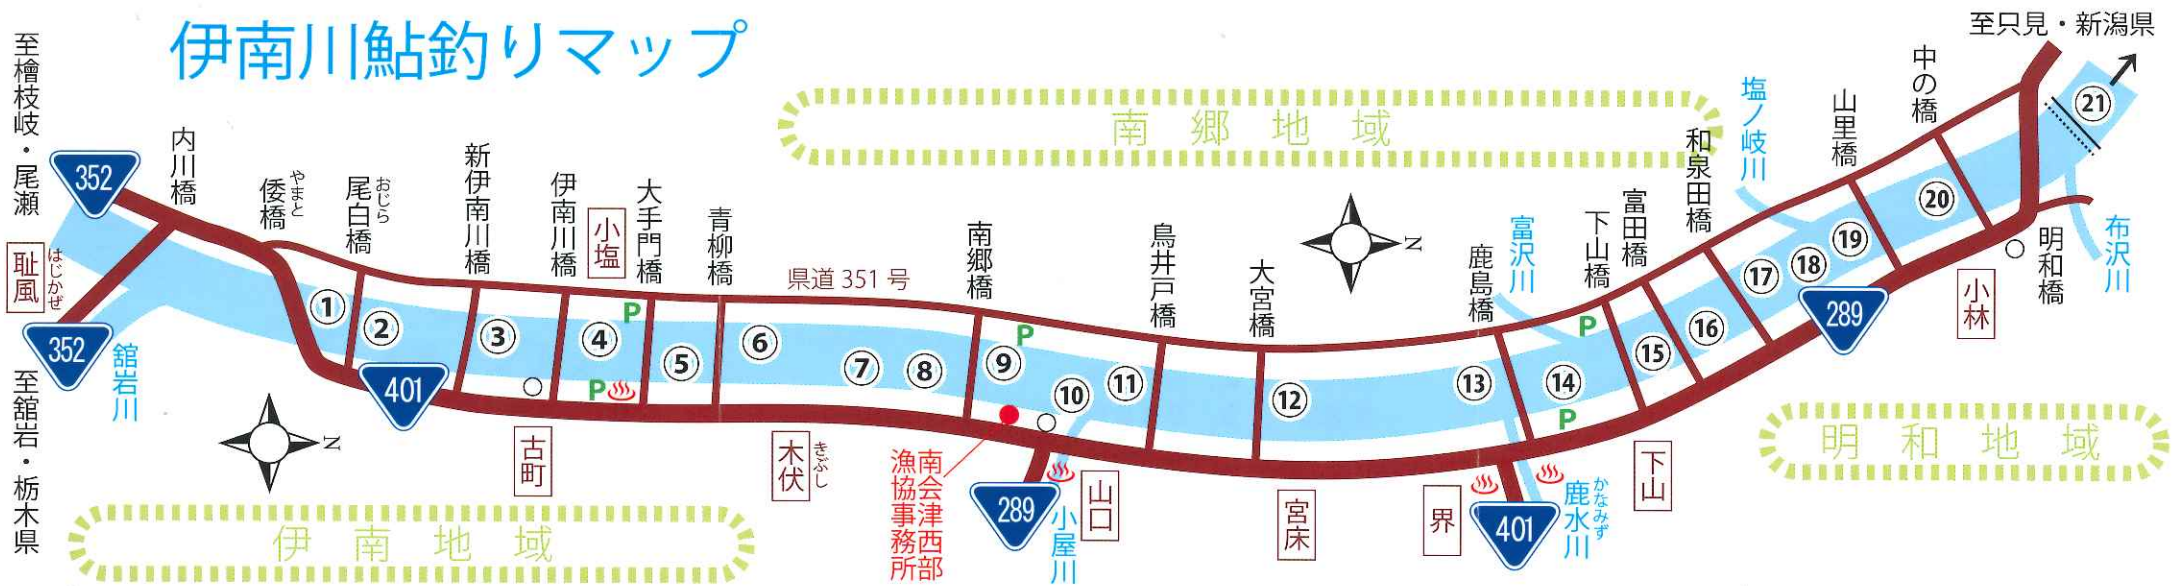 伊南川鮎釣りマップ
至只見・新潟県
至檜枝岐・尾瀬
352
内川橋
倭橋
やまと
尾白橋
おじら
新伊南川橋
伊南川橋
小塩
大手門橋
青柳橋
県道351号
南郷橋
鳥井戸橋
大宮橋
南郷地域
N
鹿島橋
富沢川
下山橋
富田橋
和泉田橋
塩ノ岐川
山里橋
中の橋
21
布沢川
明和橋
小林
耻風
はじかぜ
352
舘岩川
至舘岩・栃木県
1
2
3
4
5
6
7
8
9
10
11
12
13
14
15
16
17
18
19
20
P
P
P
P
P
401
N
古町
木伏
きぶし
南会津西部
漁協事務所
289
小屋川
山口
宮床
界
401
鹿水川
かなみず
下山
289
伊南地域
明和地域